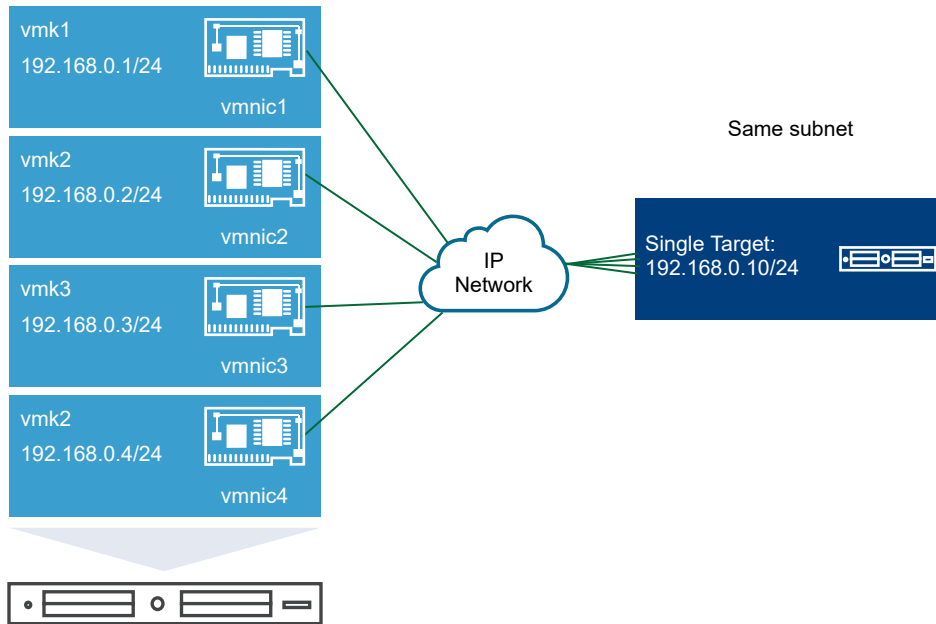 vmk1
192.168.0.1/24
vmnic1
vmk2
192.168.0.2/24
vmnic2
vmk3
192.168.0.3/24
vmnic3
vmk2
192.168.0.4/24
vmnic4
IP
Network
Same subnet
Single Target:
192.168.0.10/24